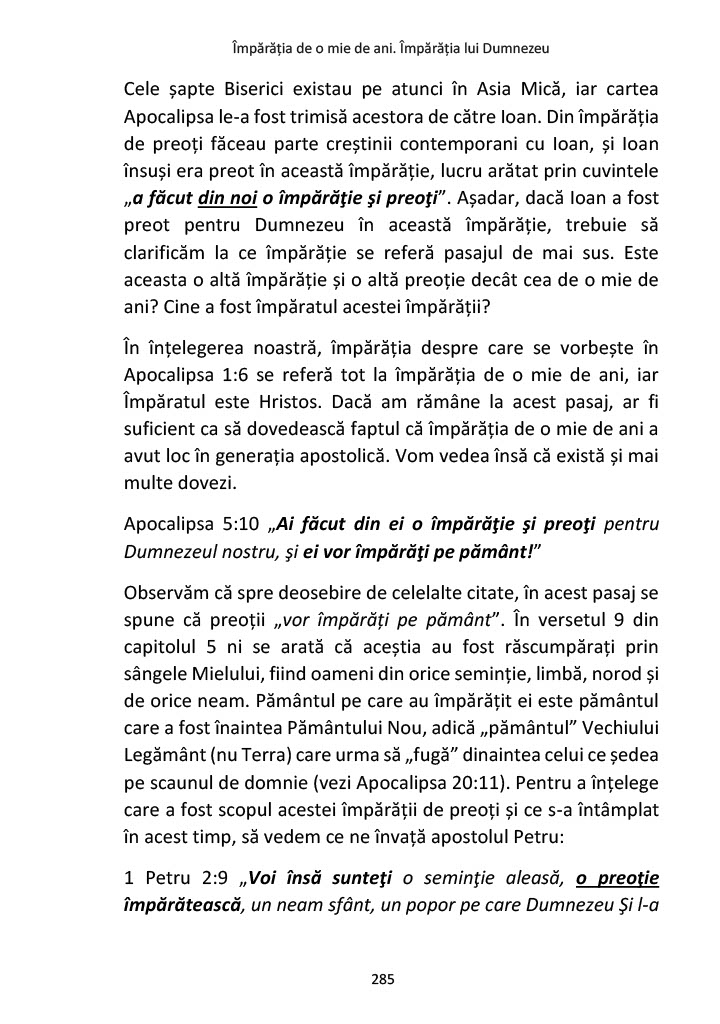 Împărăția de o mie de ani. Împărăția lui Dumnezeu
Cele șapte Biserici existau pe atunci în Asia Mică, iar cartea
Apocalipsa le-a fost trimisă acestora de către Ioan. Din împărăția
de preoți făceau parte creștinii contemporani cu Ioan, și Ioan
însuși era preot în această împărăție, lucru arătat prin cuvintele
„a făcut din noi o împărăţie şi preoţi”. Așadar, dacă Ioan a fost
preot pentru Dumnezeu în această împărăție, trebuie să
clarificăm la ce împărăție se referă pasajul de mai sus. Este
aceasta o altă împărăție și o altă preoție decât cea de o mie de
ani? Cine a fost împăratul acestei împărății?
În înțelegerea noastră, împărăția despre care se vorbește în
Apocalipsa 1:6 se referă tot la împărăția de o mie de ani, iar
Împăratul este Hristos. Dacă am rămâne la acest pasaj, ar fi
suficient ca să dovedească faptul că împărăția de o mie de ani a
avut loc în generația apostolică. Vom vedea însă că există și mai
multe dovezi.
Apocalipsa 5:10 „Ai făcut din ei o împărăţie şi preoţi pentru
Dumnezeul nostru, şi ei vor împărăţi pe pământ!”
Observăm că spre deosebire de celelalte citate, în acest pasaj se
spune că preoții „vor împărăți pe pământ”. În versetul 9 din
capitolul 5 ni se arată că aceștia au fost răscumpărați prin
sângele Mielului, fiind oameni din orice seminție, limbă, norod și
de orice neam. Pământul pe care au împărățit ei este pământul
care a fost înaintea Pământului Nou, adică „pământul” Vechiului
Legământ (nu Terra) care urma să „fugă” dinaintea celui ce ședea
pe scaunul de domnie (vezi Apocalipsa 20:11). Pentru a înțelege
care a fost scopul acestei împărății de preoți și ce s-a întâmplat
în acest timp, să vedem ce ne învață apostolul Petru:
1 Petru 2:9 „Voi însă sunteţi o seminţie aleasă, o preoţie
împărătească, un neam sfânt, un popor pe care Dumnezeu Şi l-a
285